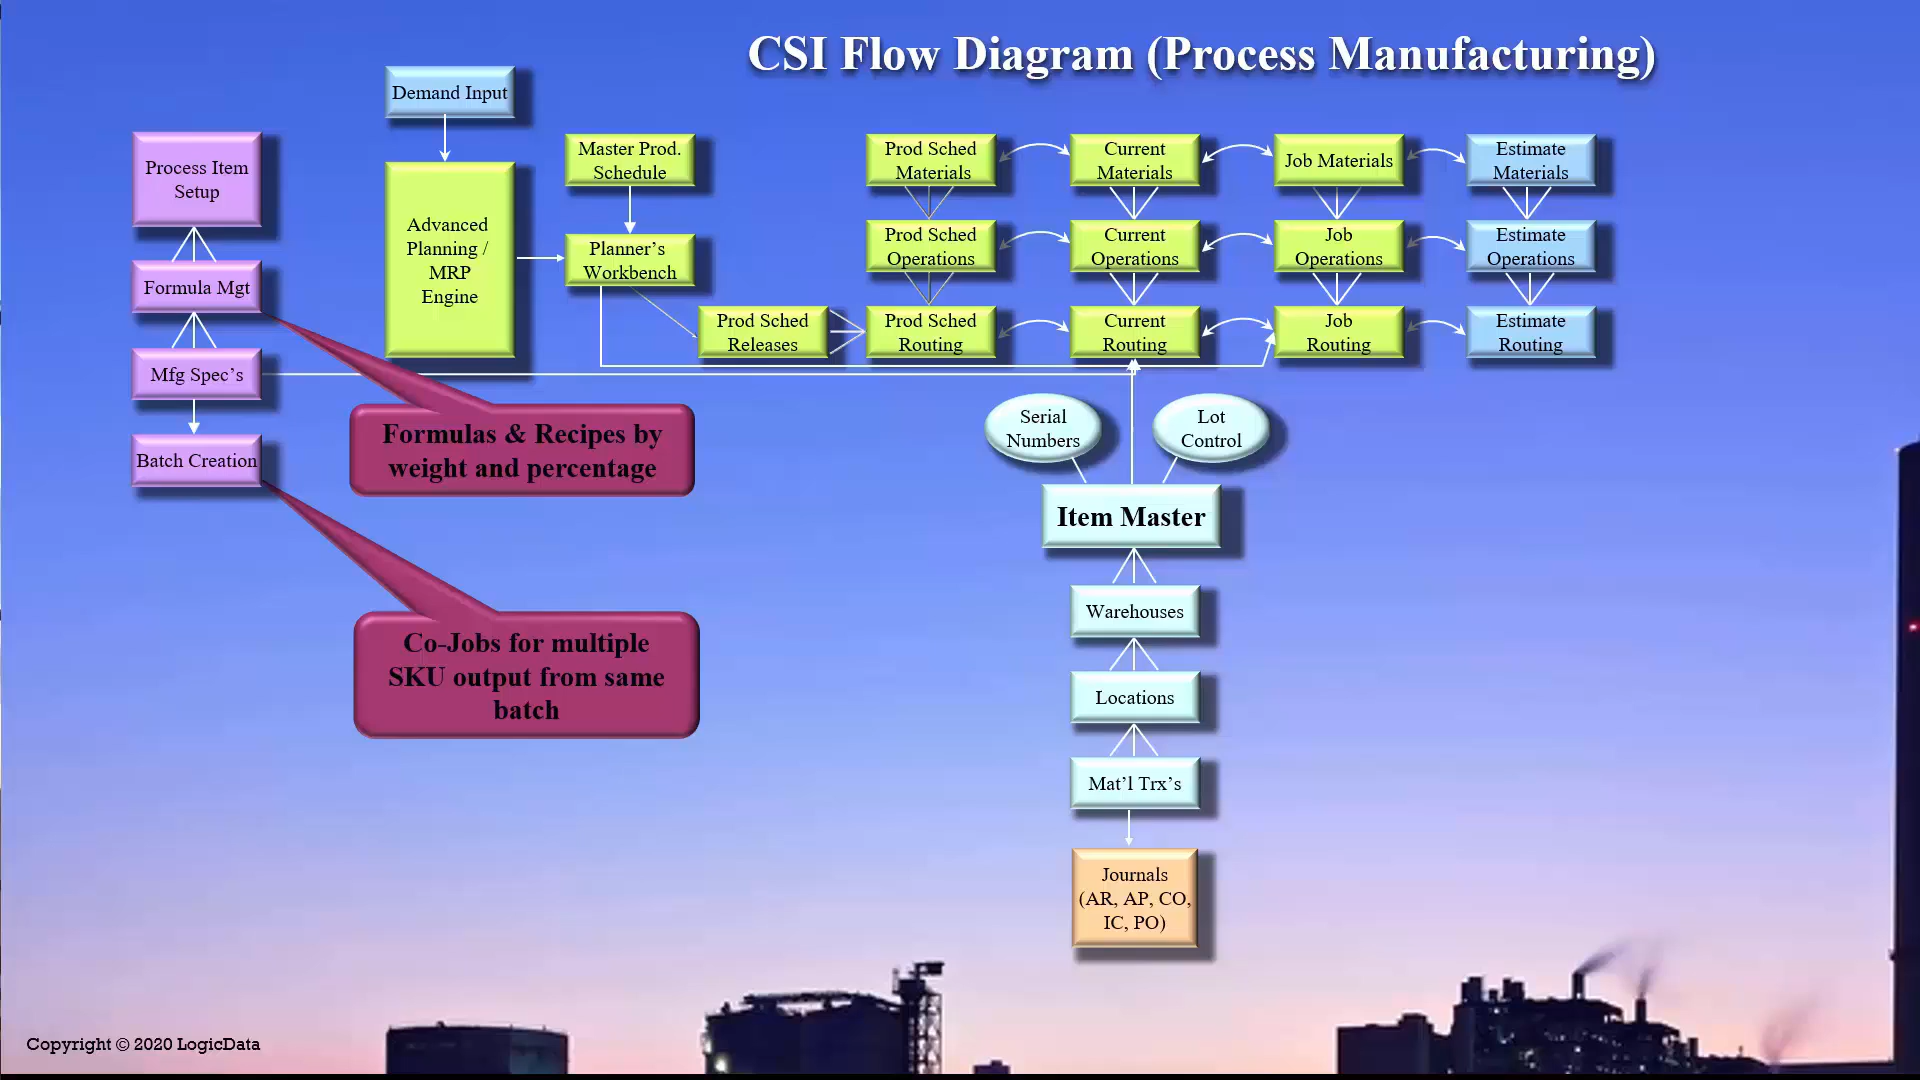 CSI Flow Diagram (Process Manufacturing)
Demand Input
Process Item
Setup
Formula Mgt
Mfg Spec’s
Batch Creation
Advanced
Planning /
MRP
Engine
Master Prod.
Schedule
Planner’s
Workbench
Prod Sched
Releases
Prod Sched
Materials
Current
Materials
Job Materials
Estimate
Materials
Prod Sched
Operations
Current
Operations
Job
Operations
Estimate
Operations
Prod Sched
Routing
Current
Routing
Job
Routing
Estimate
Routing
Formulas & Recipes by
weight and percentage
Co-Jobs for multiple
SKU output from same
batch
Serial
Numbers
Lot
Control
Item Master
Warehouses
Locations
Mat’l Trx’s
Journals
(AR, AP, CO,
IC, PO)
Copyright © 2020 LogicData